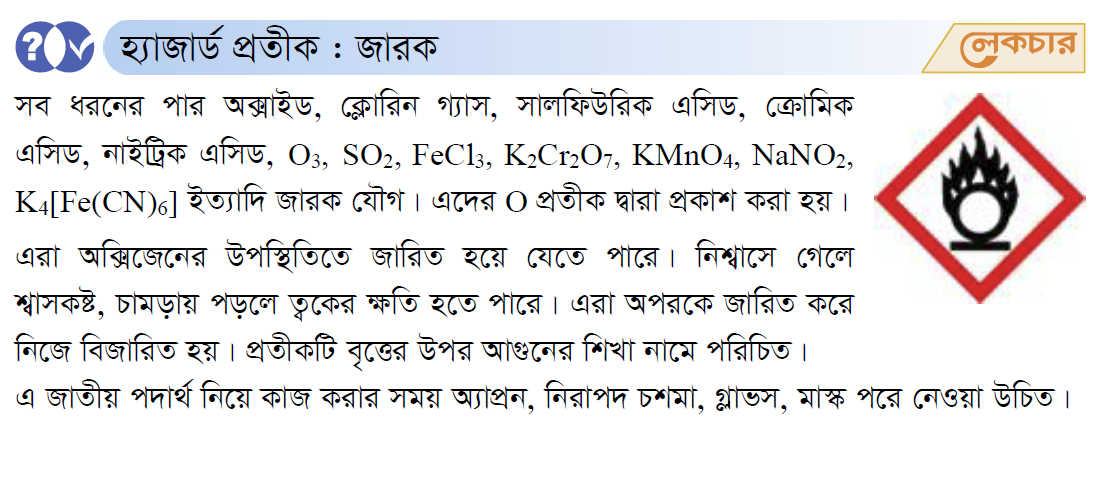 ?
হ্যাজার্ড প্রতীক : জারক
লেকচার
সব ধরনের পার অক্সাইড, ক্লোরিন গ্যাস, সালফিউরিক এসিড, ক্রোমিক
এসিড, নাইট্রিক এসিড, O₃, SO₂, FeCl₃, K₂Cr₂O₇, KMnO₄, NaNO₂,
K₄[Fe(CN)₆] ইত্যাদি জারক যৌগ। এদের O প্রতীক দ্বারা প্রকাশ করা হয়।
এরা অক্সিজেনের উপস্থিতিতে জারিত হয়ে যেতে পারে। নিশ্বাসে গেলে
শ্বাসকষ্ট, চামড়ায় পড়লে ত্বকের ক্ষতি হতে পারে। এরা অপরকে জারিত করে
নিজে বিজারিত হয়। প্রতীকটি বৃত্তের উপর আগুনের শিখা নামে পরিচিত।
এ জাতীয় পদার্থ নিয়ে কাজ করার সময় অ্যাপ্রন, নিরাপদ চশমা, গ্লাভস, মাস্ক পরে নেওয়া উচিত।